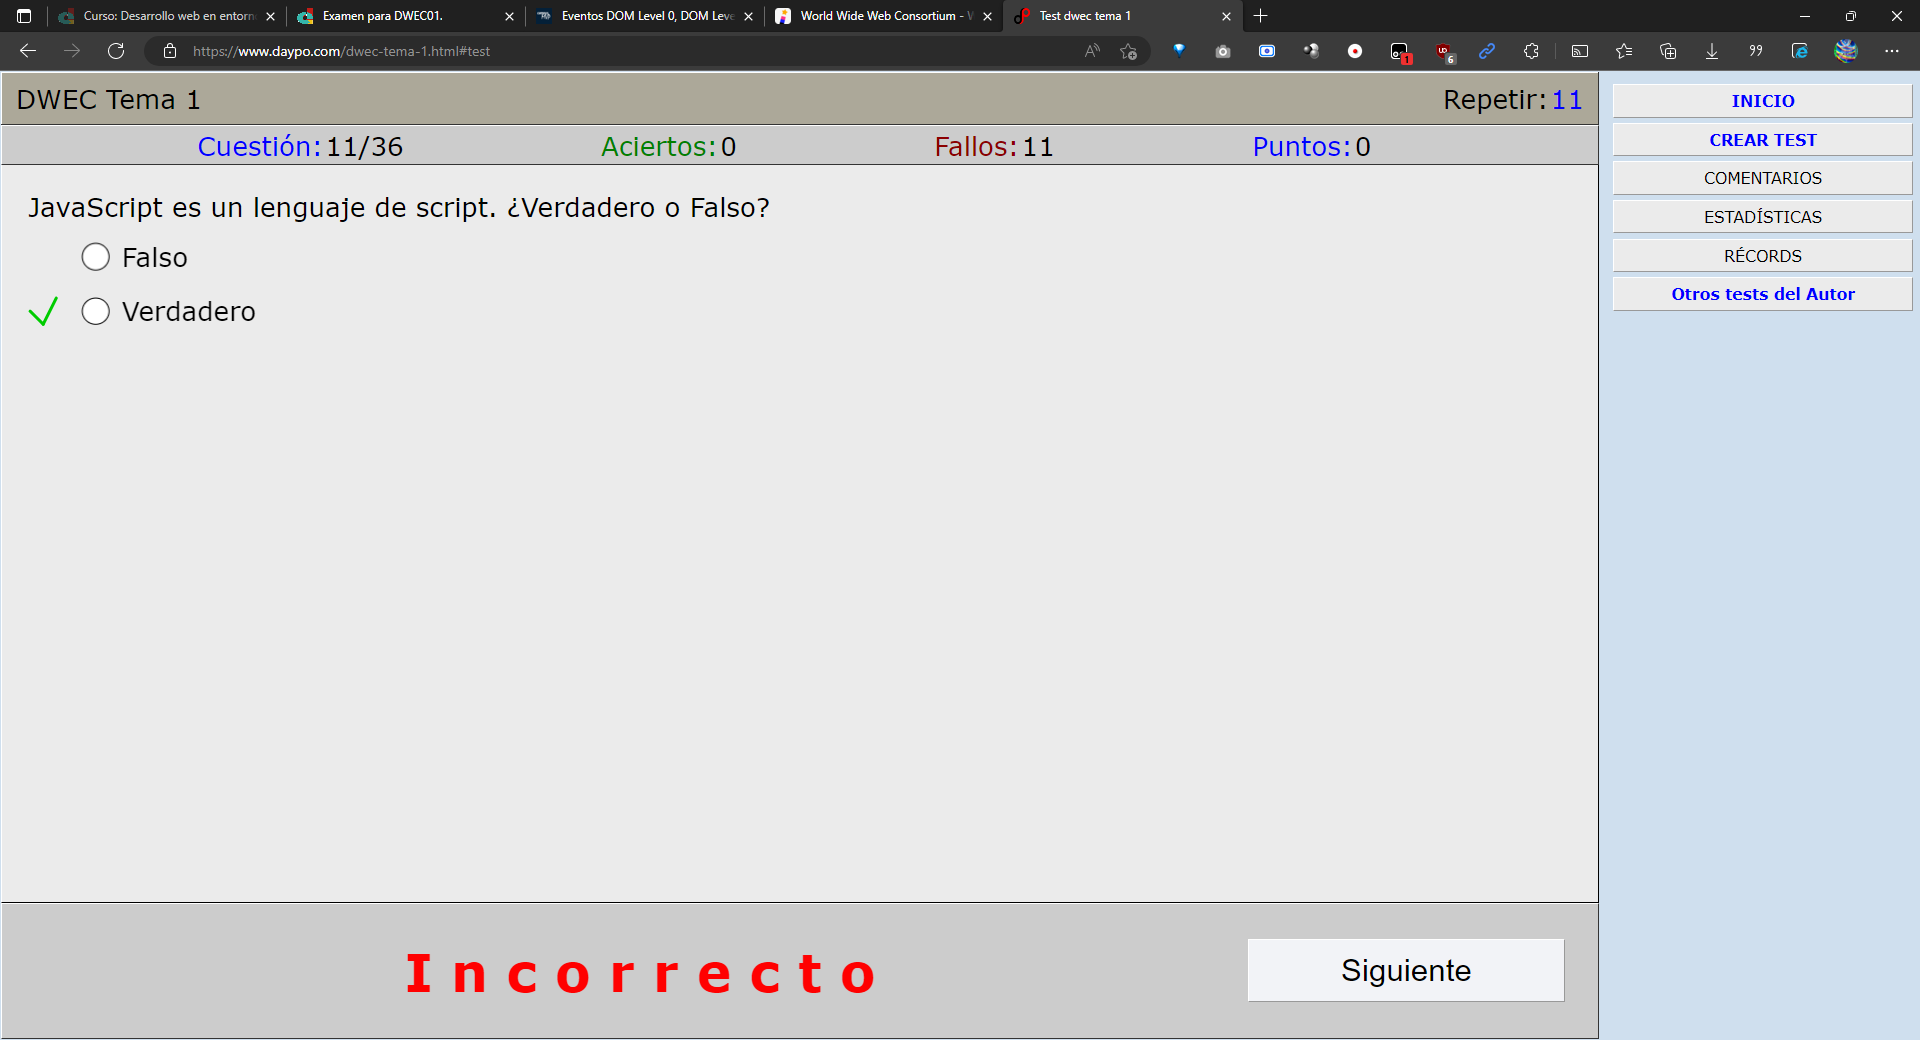 Curso: Desarrollo web en entorn
Examen para DWEC01.
Eventos DOM Level 0, DOM Leve
World Wide Web Consortium - W
Test dwec tema 1
https://www.daypo.com/dwec-tema-1.html#test
1
6
DWEC Tema 1
Repetir: 11
Cuestión: 11/36
Aciertos: 0
Fallos: 11
Puntos: 0
JavaScript es un lenguaje de script. ¿Verdadero o Falso?
Falso
Verdadero
Incorrecto
Siguiente
INICIO
CREAR TEST
COMENTARIOS
ESTADÍSTICAS
RÉCORDS
Otros tests del Autor